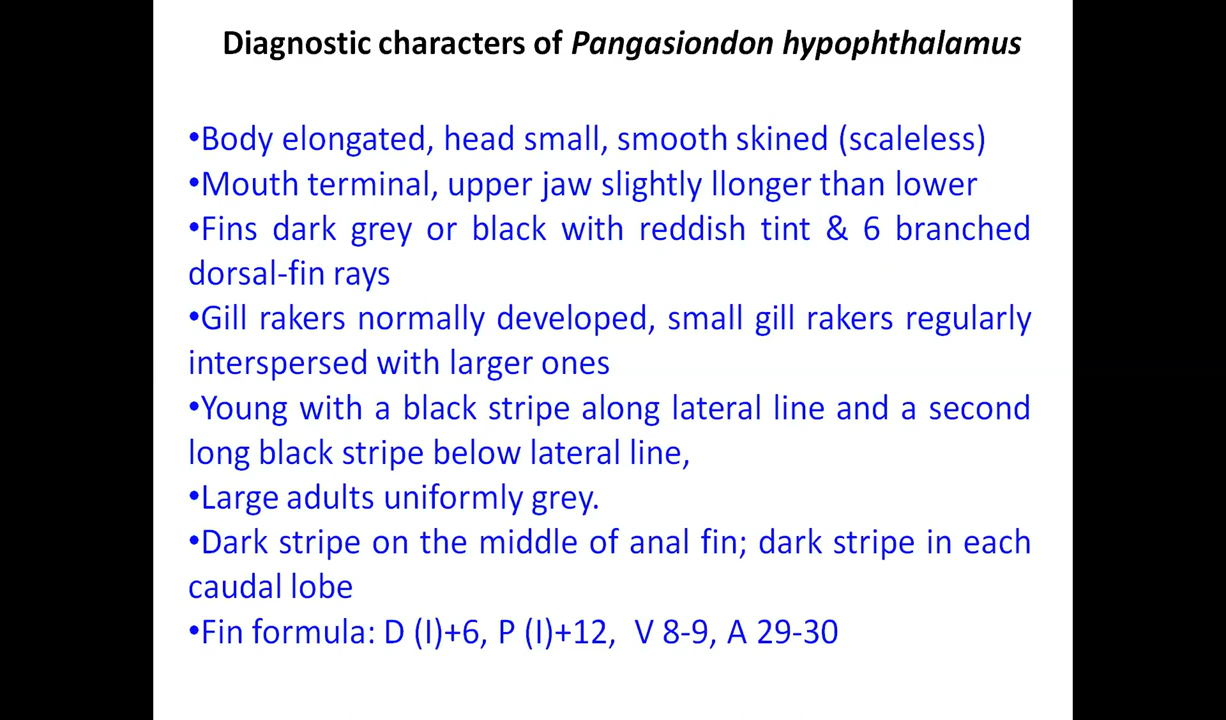 Diagnostic characters of Pangasiondon hypophthalamus
•Body elongated, head small, smooth skined (scaleless)
•Mouth terminal, upper jaw slightly llonger than lower
•Fins dark grey or black with reddish tint & 6 branched
dorsal-fin rays
•Gill rakers normally developed, small gill rakers regularly
interspersed with larger ones
•Young with a black stripe along lateral line and a second
long black stripe below lateral line,
•Large adults uniformly grey.
•Dark stripe on the middle of anal fin; dark stripe in each
caudal lobe
•Fin formula: D (I)+6, P (I)+12, V 8-9, A 29-30